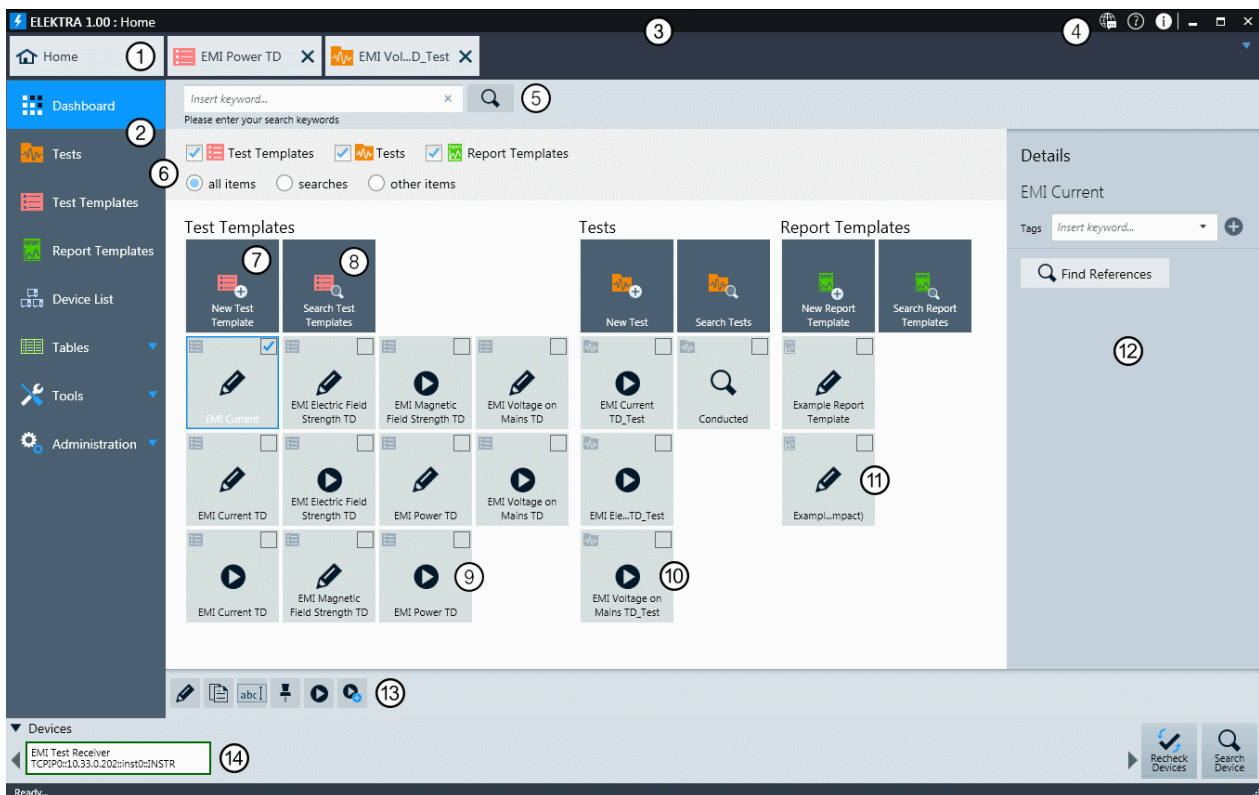 ELEKTRA 1.00 : Home
3
4
Home
1
EMI Power TD
EMI Vol...D_Test
Dashboard
2
Tests
Test Templates
Report Templates
Device List
Tables
Tools
Administration
Insert keyword...
5
Please enter your search keywords
6
Test Templates
Tests
Report Templates
all items
searches
other items
Test Templates
7
New Test
Template
8
Search Test
Templates
EMI Current
EMI Electric Field
Strength TD
EMI Magnetic
Field Strength TD
EMI Voltage on
Mains TD
EMI Current TD
EMI Electric Field
Strength TD
EMI Power TD
EMI Voltage on
Mains TD
EMI Current TD
EMI Magnetic
Field Strength TD
EMI Power TD
9
Tests
New Test
Search Tests
EMI Current
TD_Test
Conducted
EMI Ele...TD_Test
EMI Voltage on
Mains TD_Test
10
Report Templates
New Report
Template
Search Report
Templates
Example Report
Template
Exampl...mpact)
11
Details
EMI Current
Tags
Insert keyword...
Find References
12
abc
13
Devices
EMI Test Receiver
TCPIP0::10.33.0.202::inst0::INSTR
14
Recheck
Devices
Search
Device
Ready...